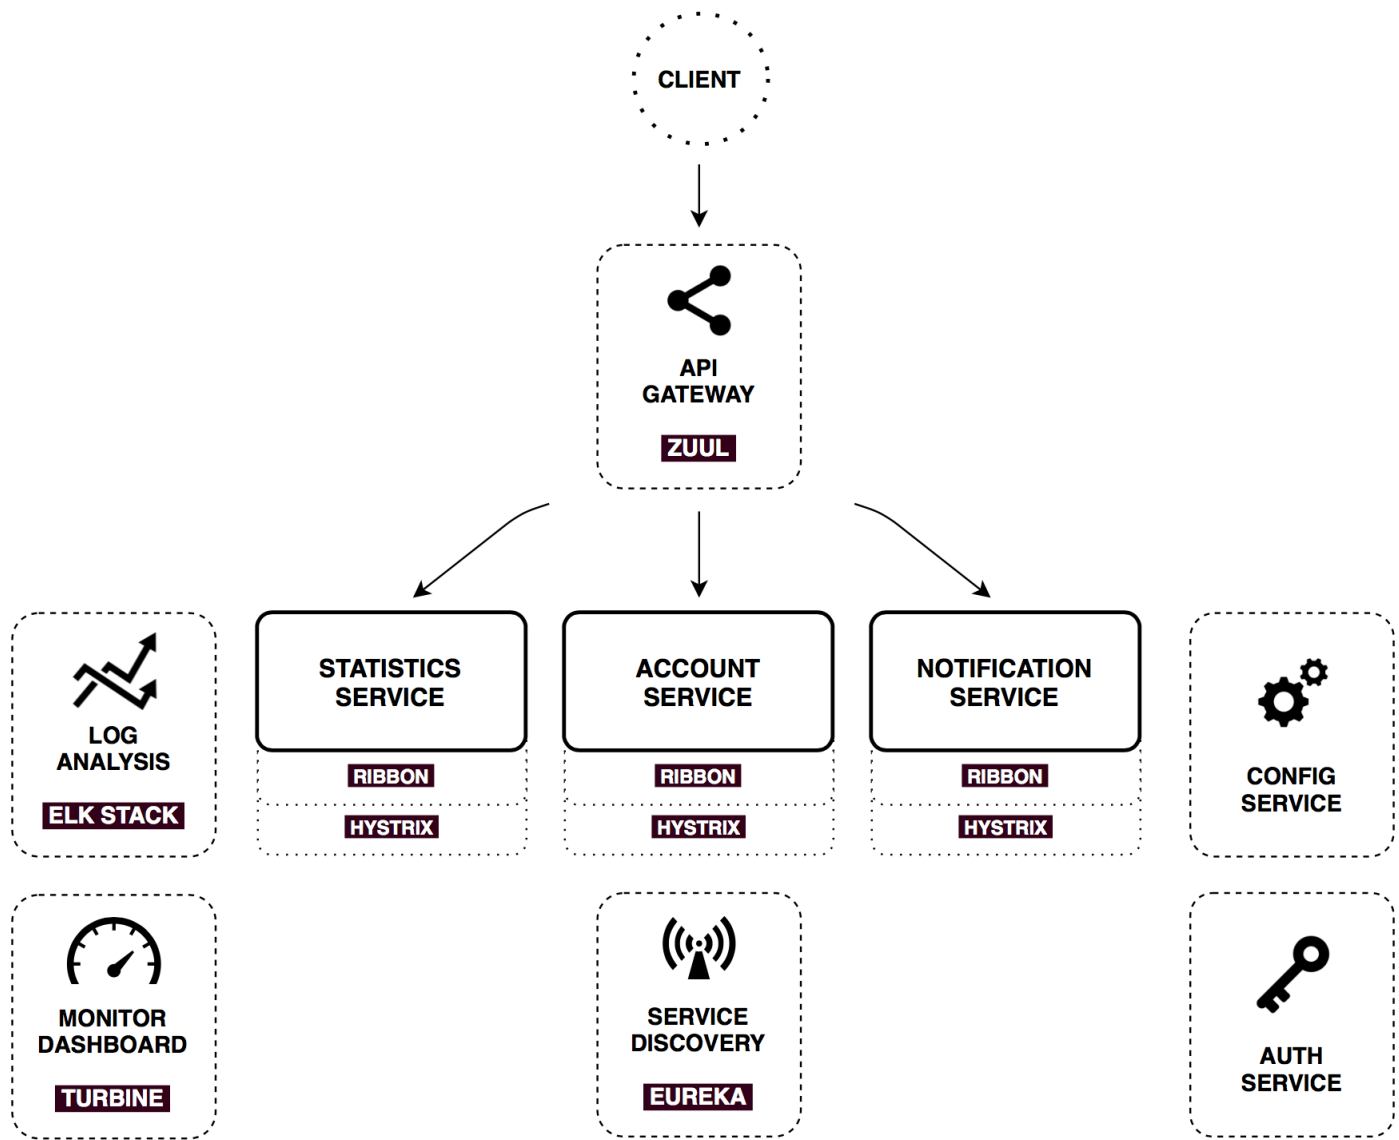 CLIENT
API
GATEWAY
ZUUL
STATISTICS
SERVICE
RIBBON
HYSTRIX
ACCOUNT
SERVICE
RIBBON
HYSTRIX
NOTIFICATION
SERVICE
RIBBON
HYSTRIX
LOG
ANALYSIS
ELK STACK
CONFIG
SERVICE
MONITOR
DASHBOARD
TURBINE
SERVICE
DISCOVERY
EUREKA
AUTH
SERVICE